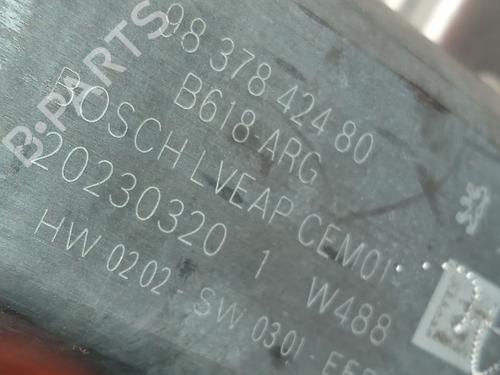 98 378 424 80
B618-ARG
BOSCH LVEAP CEM01
20230320 1 W488
HW 0202-SW 0301-
B-PARTS